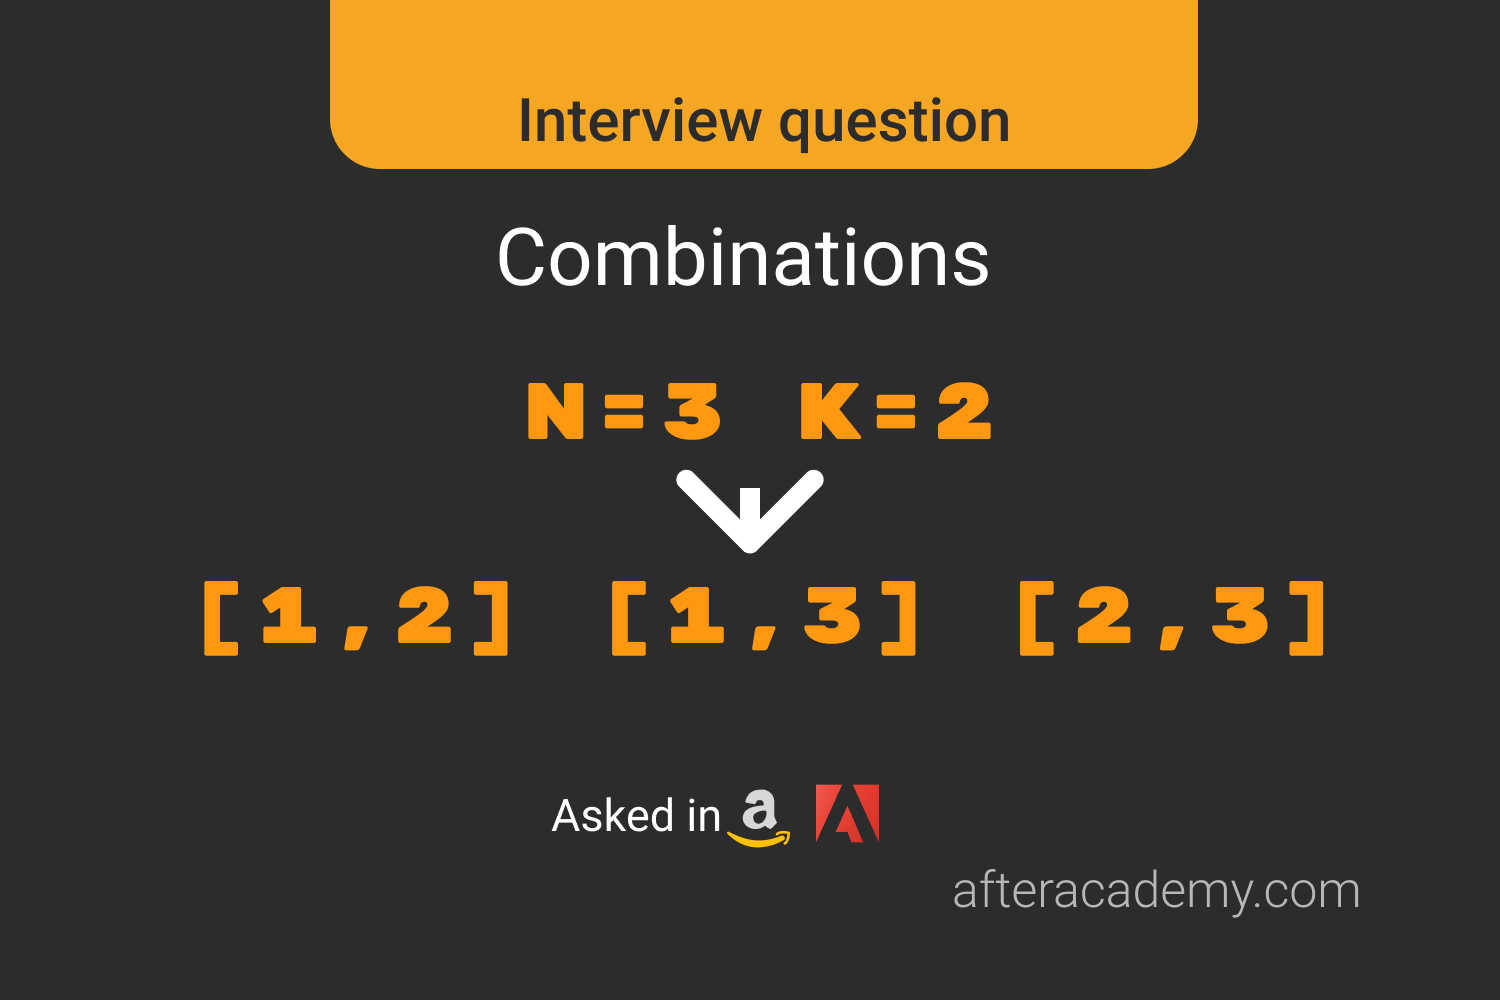 Interview question
Combinations
N=3 K=2
[1,2] [1,3] [2,3]
Asked in
afteracademy.com